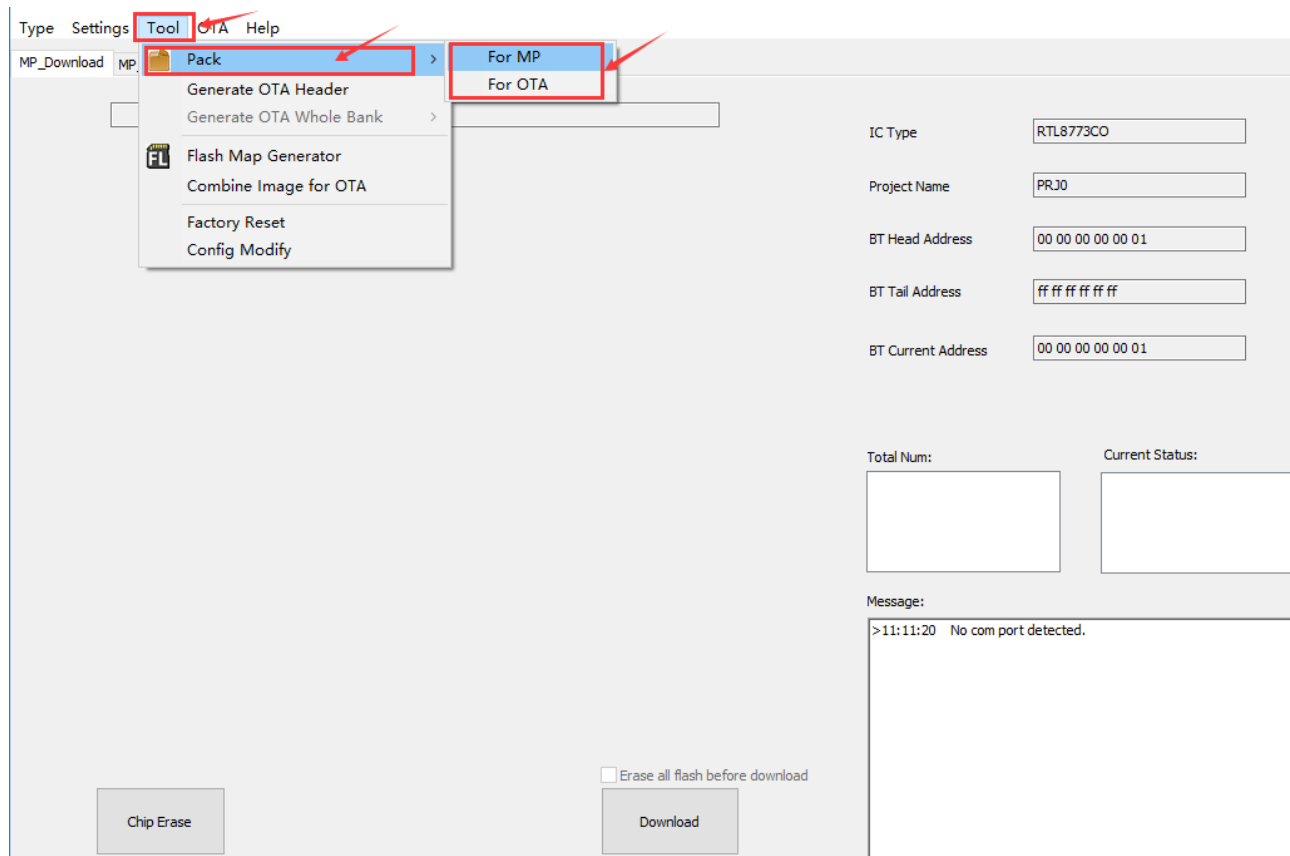 Type Settings Tool OTA Help
MP_Download MP_
Pack >
For MP
For OTA
Generate OTA Header
Generate OTA Whole Bank >
FL Flash Map Generator
Combine Image for OTA
Factory Reset
Config Modify
IC Type RTL8773CO
Project Name PRJ0
BT Head Address 00 00 00 00 00 01
BT Tail Address ff ff ff ff ff ff
BT Current Address 00 00 00 00 00 01
Total Num: Current Status:
Message:
>11:11:20 No com port detected.
Erase all flash before download
Chip Erase Download